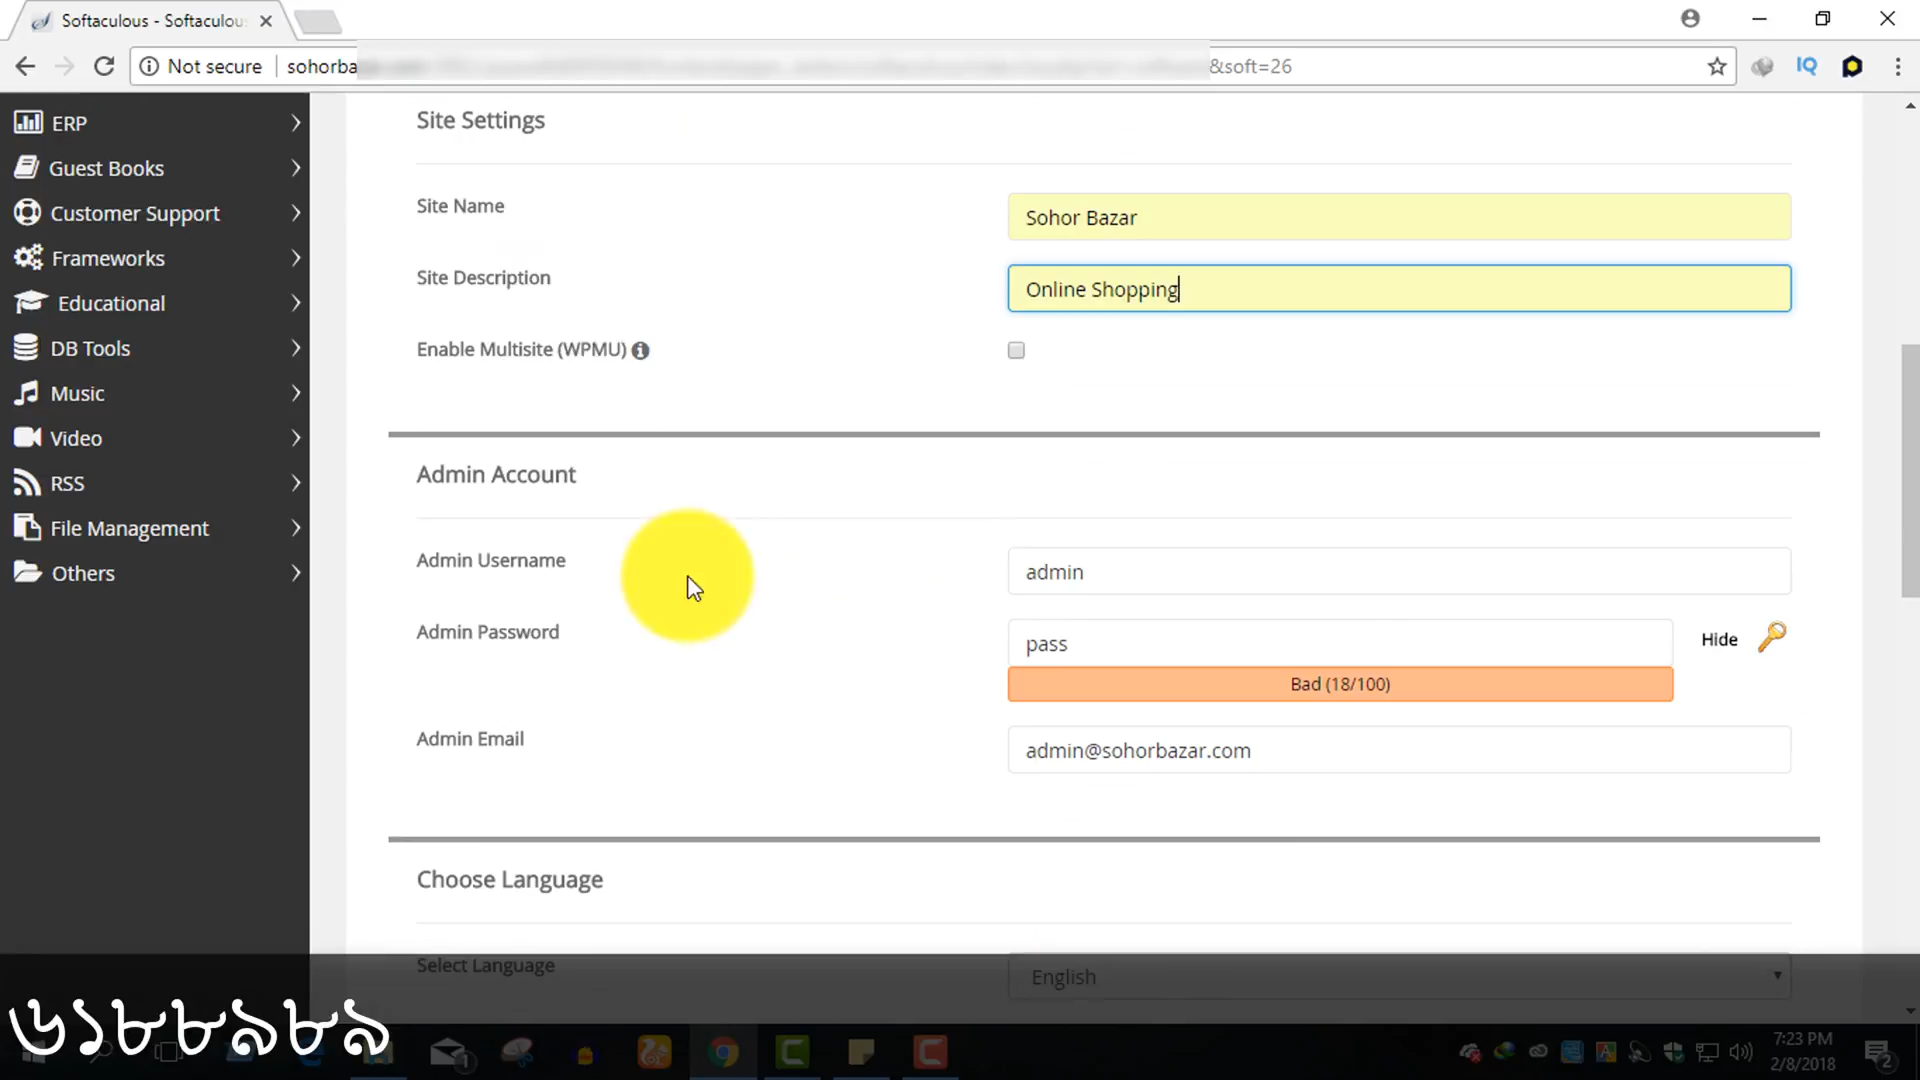 Softaculous - Softaculou
Not secure
sohorba
&soft=26
ERP
Guest Books
Customer Support
Frameworks
Educational
DB Tools
Music
Video
RSS
File Management
Others
Site Settings
Site Name
Sohor Bazar
Site Description
Online Shopping
Enable Multisite (WPMU)
Admin Account
Admin Username
admin
Admin Password
pass
Hide
Bad (18/100)
Admin Email
admin@sohorbazar.com
Choose Language
Select Language
English
৬১৮৮৯৮৯
7:23 PM
2/8/2018